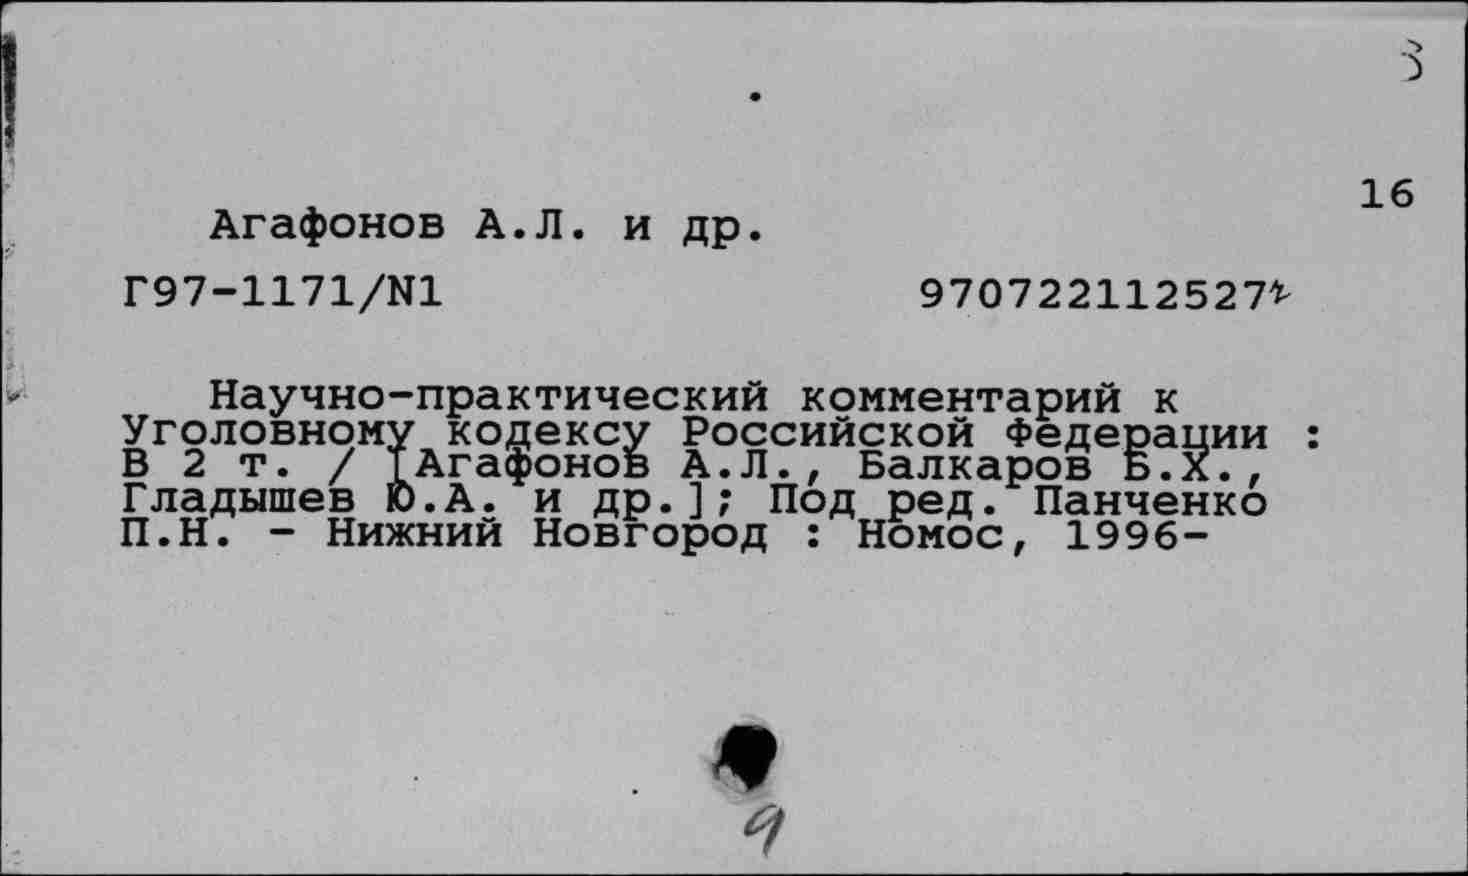 3
16
Агафонов А.Л. и др.
Г97-1171/N1 970722112527
Научно-практический комментарий к
Уголовному кодексу Российской Федерации :
В 2 т. / [Агафонов А.Л., Балкаров Б.Х.,
Гладышев Ю.А. и др.]; Под ред. Панченко
П.Н. - Нижний Новгород : Номос, 1996-